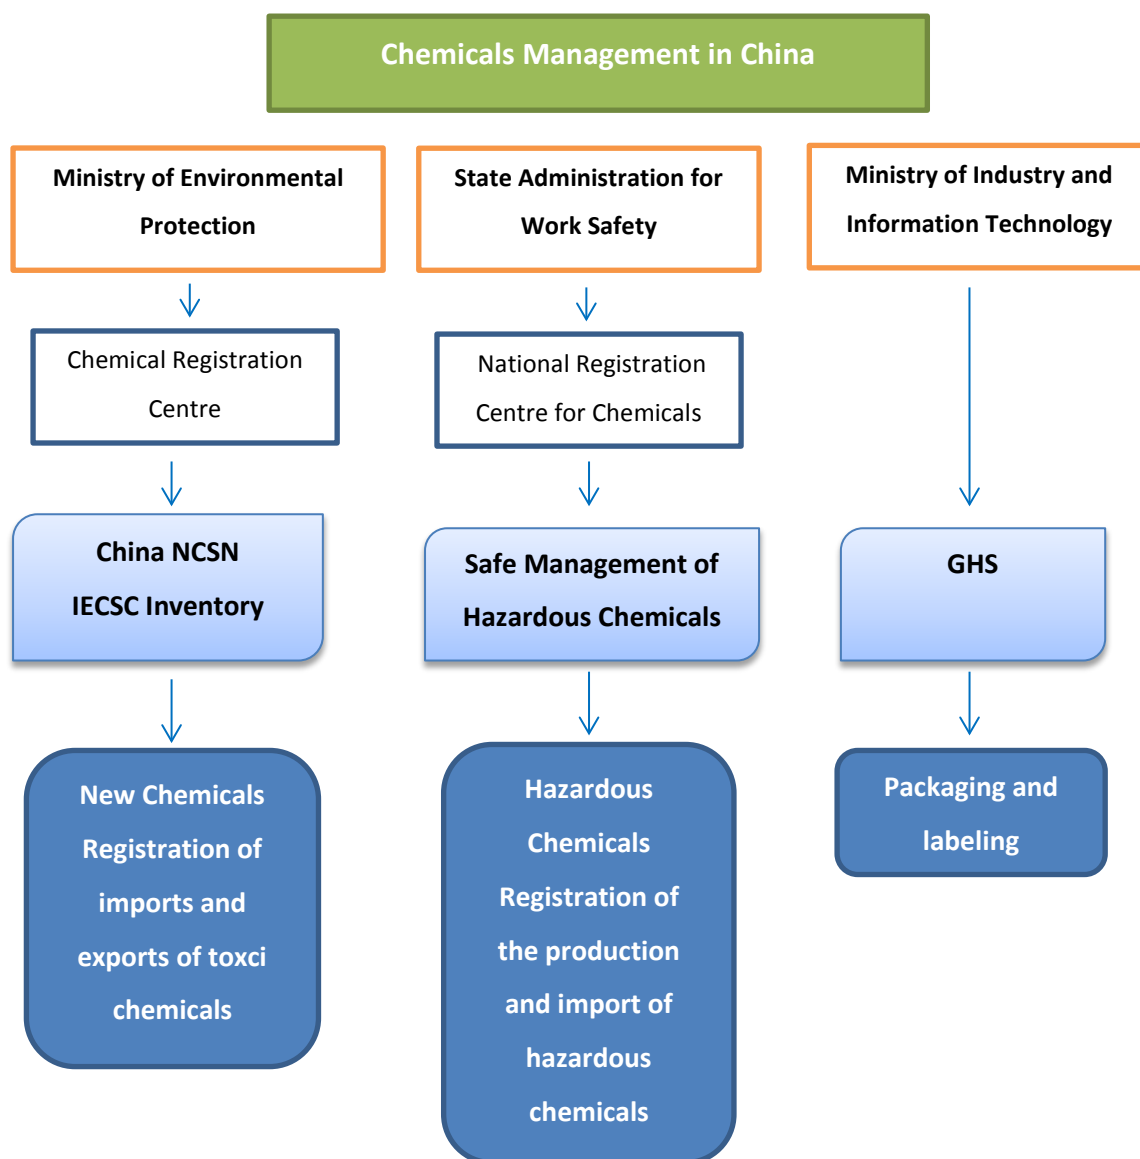 Chemicals Management in China
Ministry of Environmental
Protection
State Administration for
Work Safety
Ministry of Industry and
Information Technology
Chemical Registration
Centre
National Registration
Centre for Chemicals
China NCSN
IECSC Inventory
Safe Management of
Hazardous Chemicals
GHS
New Chemicals
Registration of
imports and
exports of toxci
chemicals
Hazardous
Chemicals
Registration of
the production
and import of
hazardous
chemicals
Packaging and
labeling